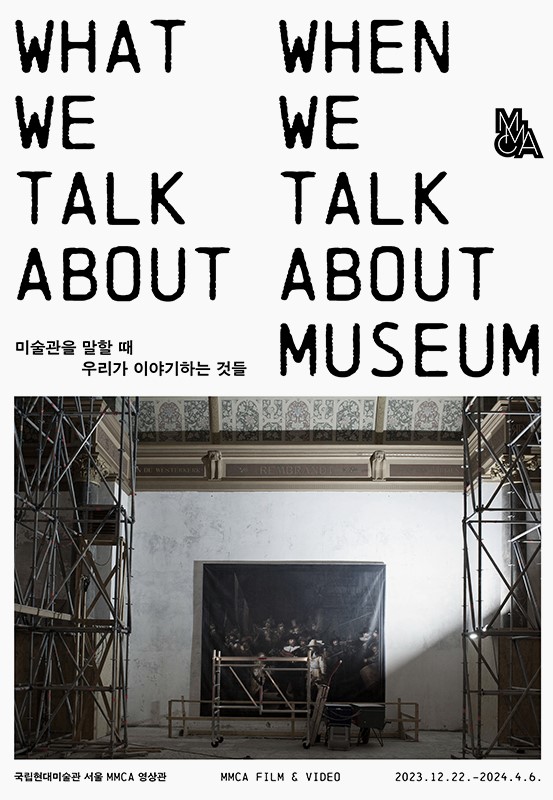 WHAT
WE
TALK
ABOUT
WHEN
WE
TALK
ABOUT
MUSEUM
MMCA
미술관을 말할 때
우리가 이야기하는 것들
REMBRANDT
국립현대미술관 서울 MMCA 영상관
MMCA FILM & VIDEO
2023.12.22.–2024.4.6.